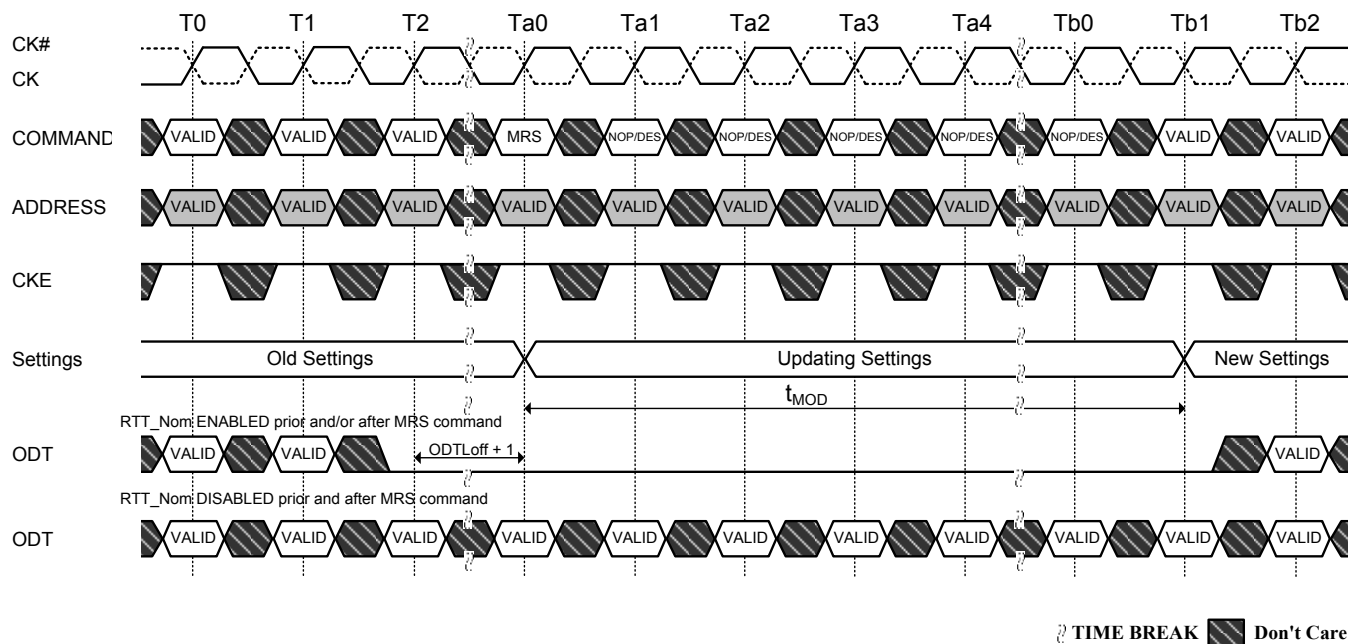 T0 T1 T2 Ta0 Ta1 Ta2 Ta3 Ta4 Tb0 Tb1 Tb2
CK#
CK
COMMAND VALID VALID VALID MRS NOP/DES NOP/DES NOP/DES NOP/DES NOP/DES VALID VALID
ADDRESS VALID VALID VALID VALID VALID VALID VALID VALID VALID VALID VALID
CKE
Settings Old Settings Updating Settings New Settings
tMOD
RTT_Nom ENABLED prior and/or after MRS command
ODT VALID VALID ODTLoff + 1 VALID
RTT_Nom DISABLED prior and after MRS command
ODT VALID VALID VALID VALID VALID VALID VALID VALID VALID VALID VALID
TIME BREAK Don't Care